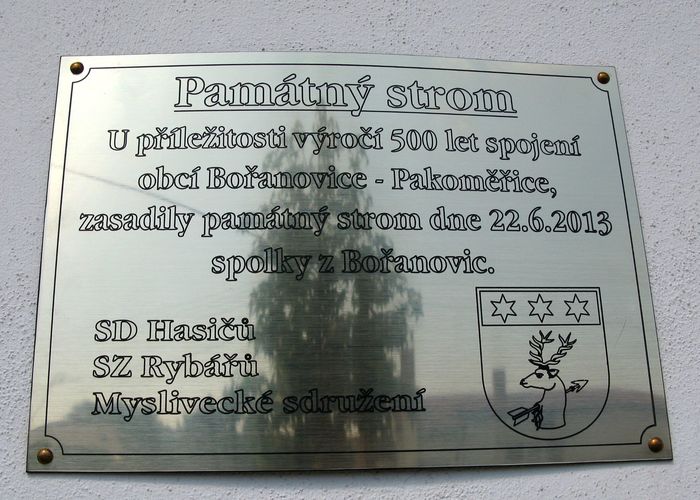 Památný strom
U příležitosti výročí 500 let spojení
obcí Bořanovice - Pakoměřice,
zasadily památný strom dne 22.6.2013
spolky z Bořanovic.
SD Hasičů
SZ Rybářů
Myslivecké sdružení